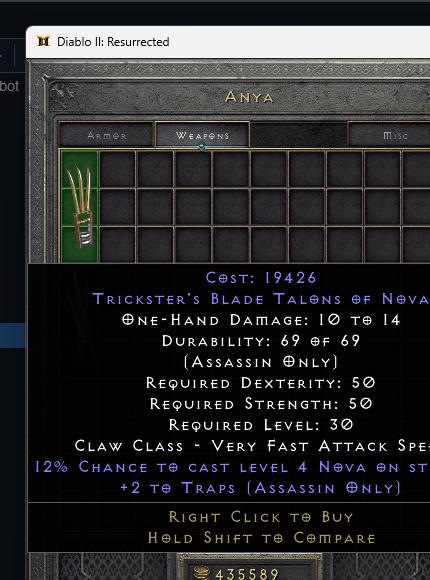 bot
Diablo II: Resurrected
Anya
Armor Weapons Misc
Cost: 19426
Trickster's Blade Talons of Nova
One-Hand Damage: 10 to 14
Durability: 69 of 69
(Assassin Only)
Required Dexterity: 50
Required Strength: 50
Required Level: 30
Claw Class - Very Fast Attack Spe
12% Chance to cast level 4 Nova on st
+2 to Traps (Assassin Only)
Right Click to Buy
Hold Shift to Compare
435589